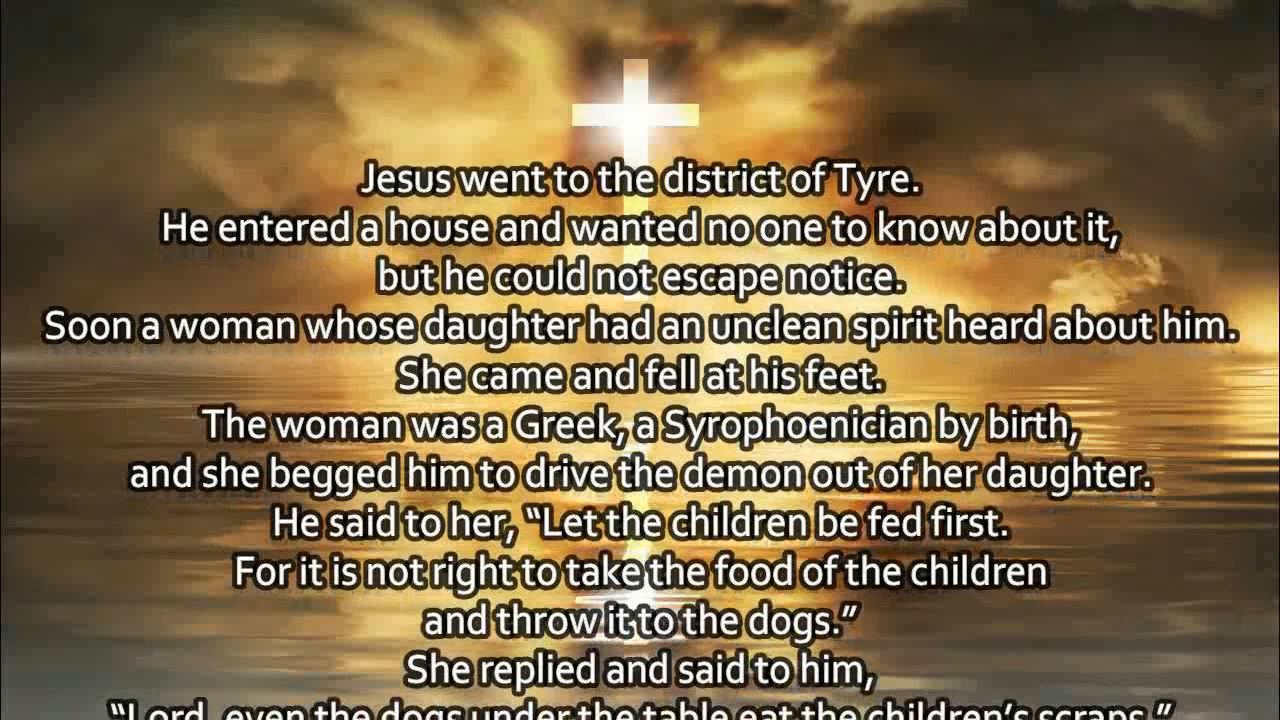 Jesus went to the district of Tyre.
He entered a house and wanted no one to know about it,
but he could not escape notice.
Soon a woman whose daughter had an unclean spirit heard about him.
She came and fell at his feet.
The woman was a Greek, a Syrophoenician by birth,
and she begged him to drive the demon out of her daughter.
He said to her, “Let the children be fed first.
For it is not right to take the food of the children
and throw it to the dogs.”
She replied and said to him,
“Lord, even the dogs under the table eat the children’s scraps.”